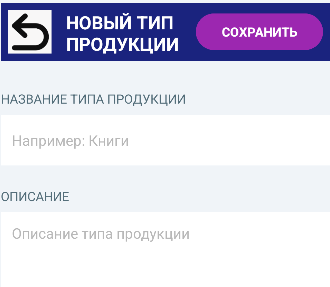 НОВЫЙ ТИП
ПРОДУКЦИИ
СОХРАНИТЬ
НАЗВАНИЕ ТИПА ПРОДУКЦИИ
Например: Книги
ОПИСАНИЕ
Описание типа продукции